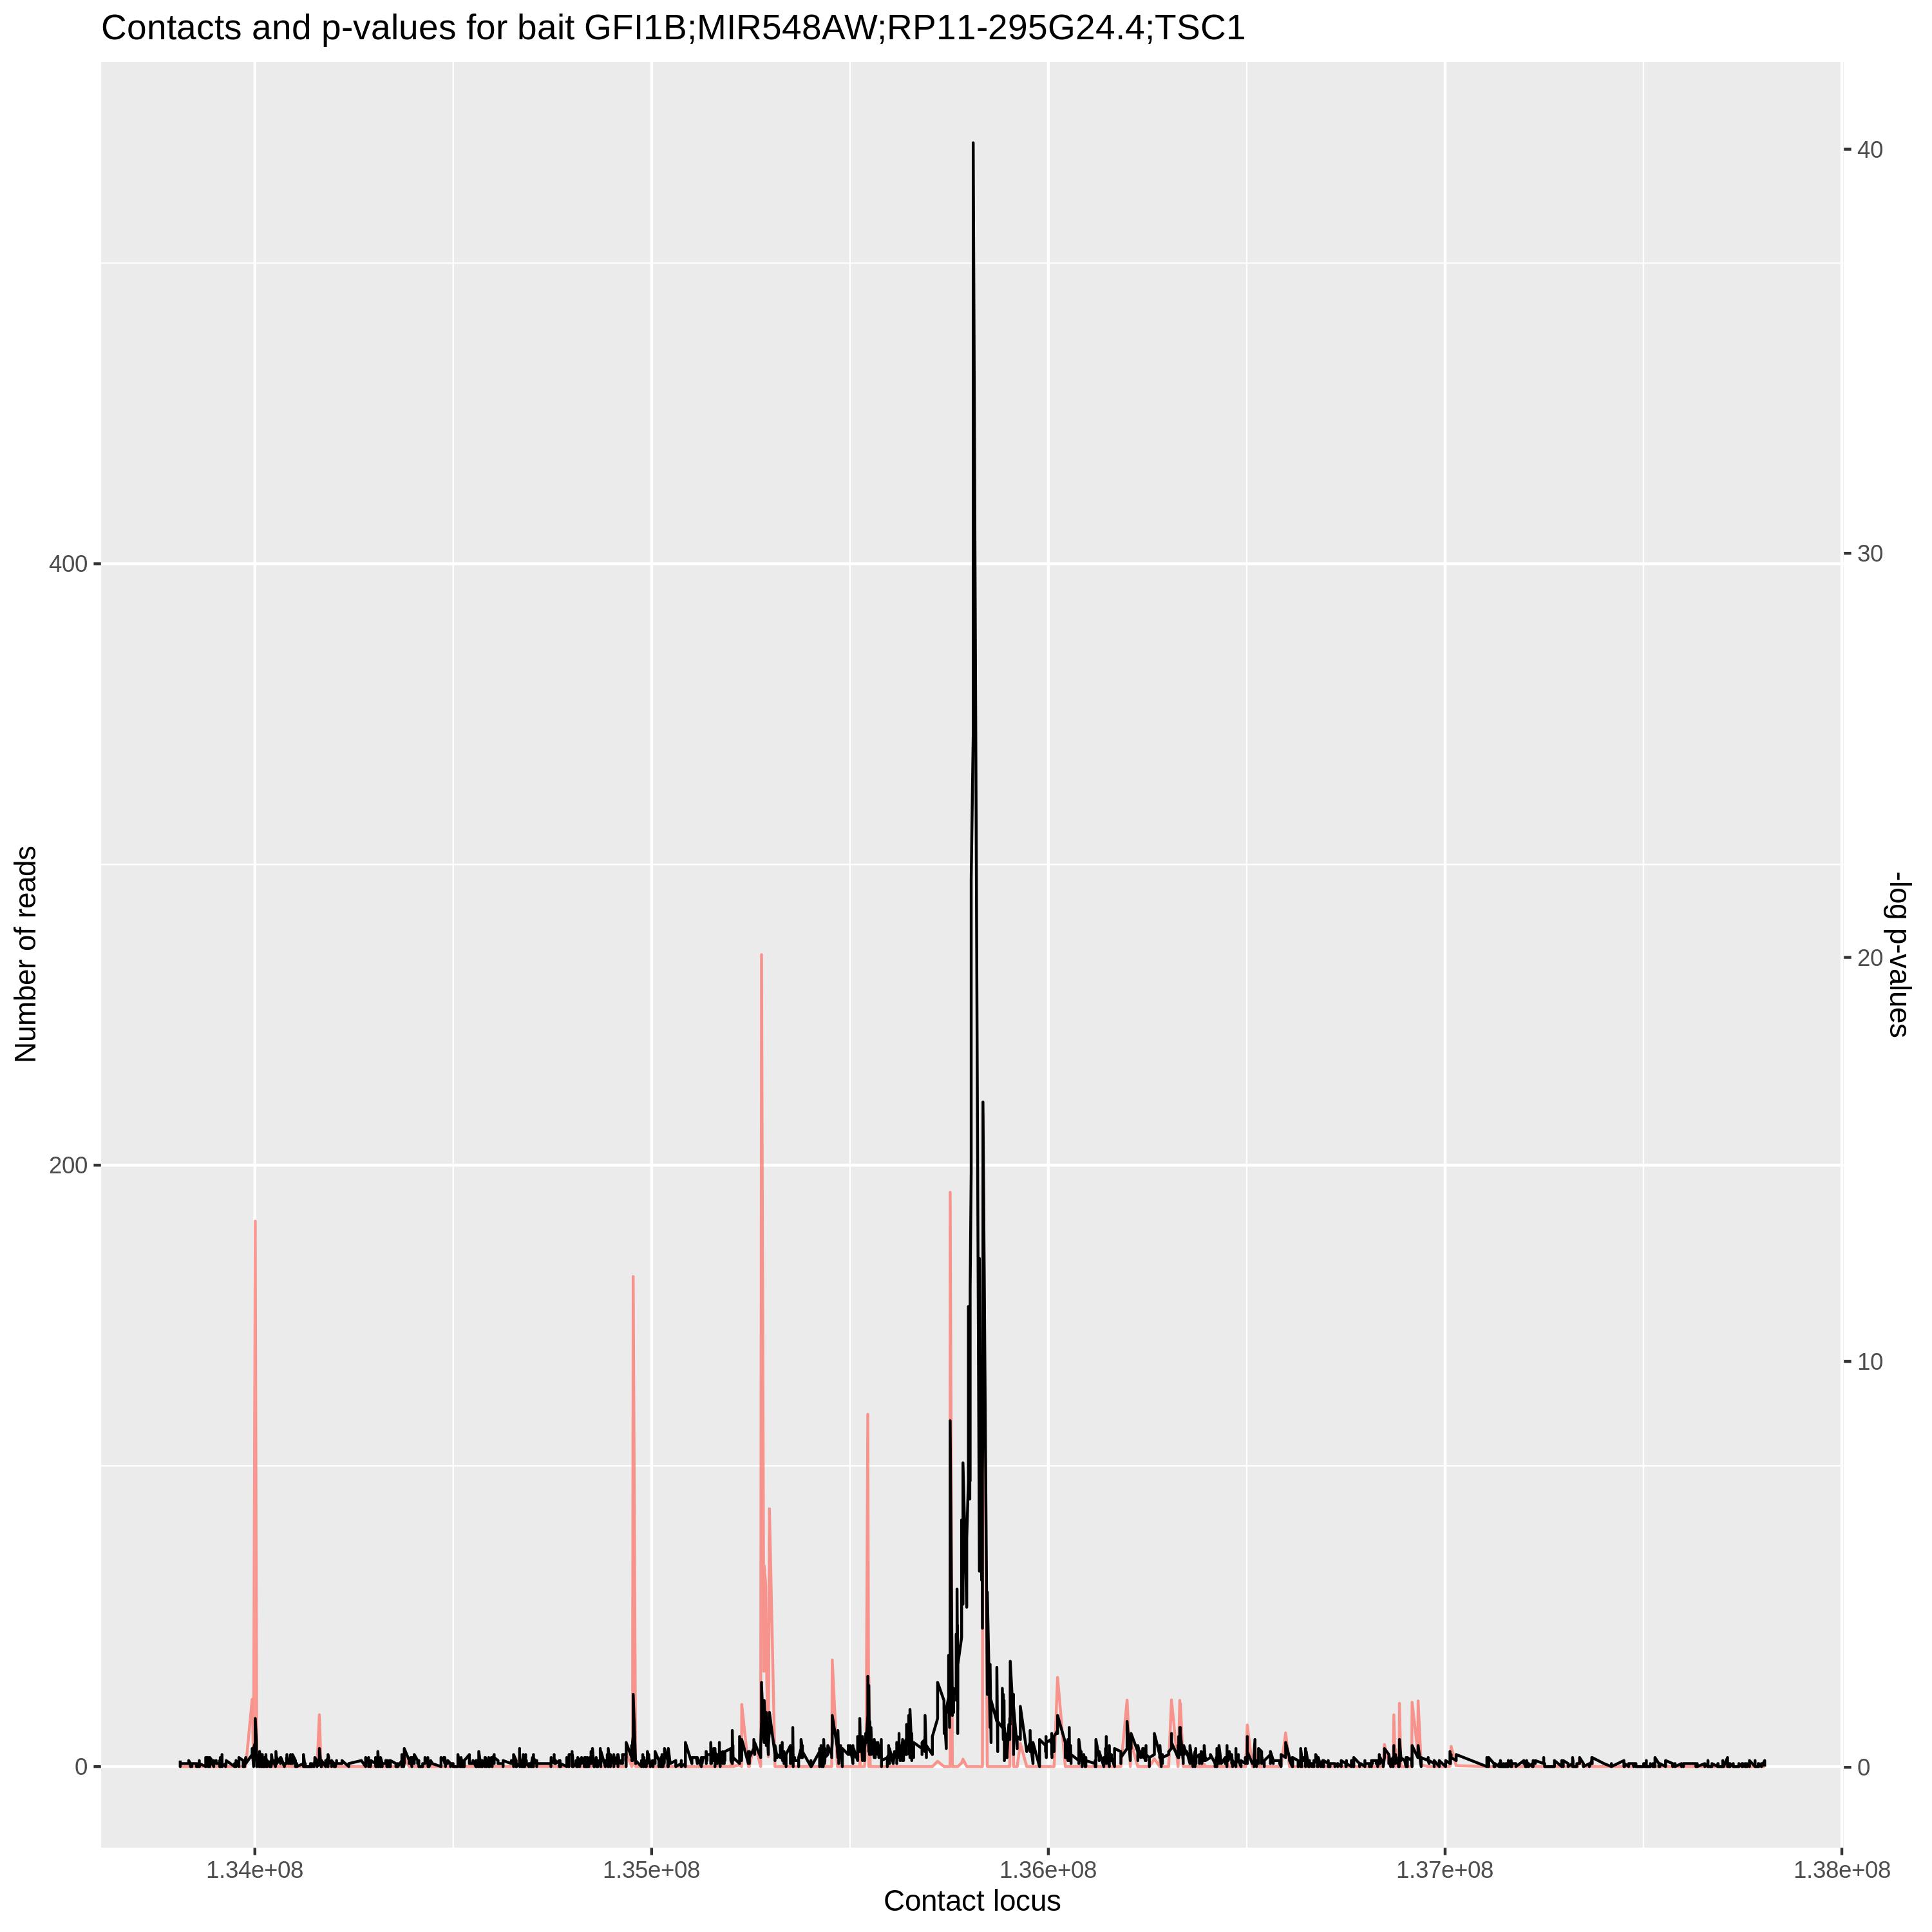 Contacts and p-values for bait GFI1B;MIR548AW;RP11-295G24.4;TSC1
Number of reads
400
200
0
40
30
20
10
0
-log p-values
1.34e+08 1.35e+08 1.36e+08 1.37e+08 1.38e+08
Contact locus